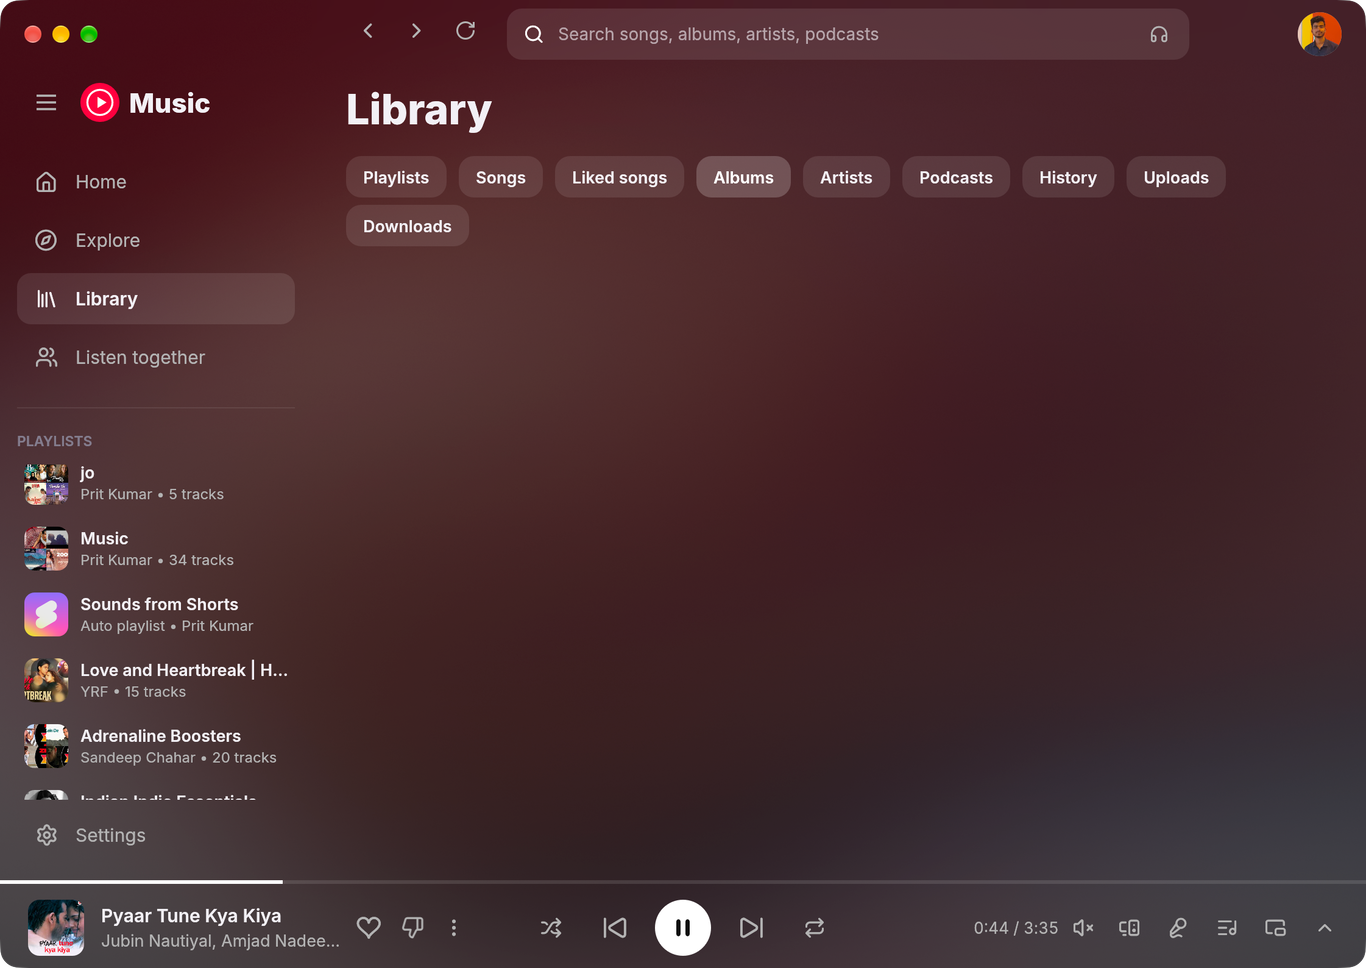 Search songs, albums, artists, podcasts
Music
Home
Explore
Library
Listen together
PLAYLISTS
jo
Prit Kumar • 5 tracks
Music
Prit Kumar • 34 tracks
Sounds from Shorts
Auto playlist • Prit Kumar
Love and Heartbreak | H...
YRF • 15 tracks
Adrenaline Boosters
Sandeep Chahar • 20 tracks
Indian Indie Essentials
Settings
Library
Playlists Songs Liked songs Albums Artists Podcasts History Uploads
Downloads
Pyaar Tune Kya Kiya
Jubin Nautiyal, Amjad Nadee...
0:44 / 3:35